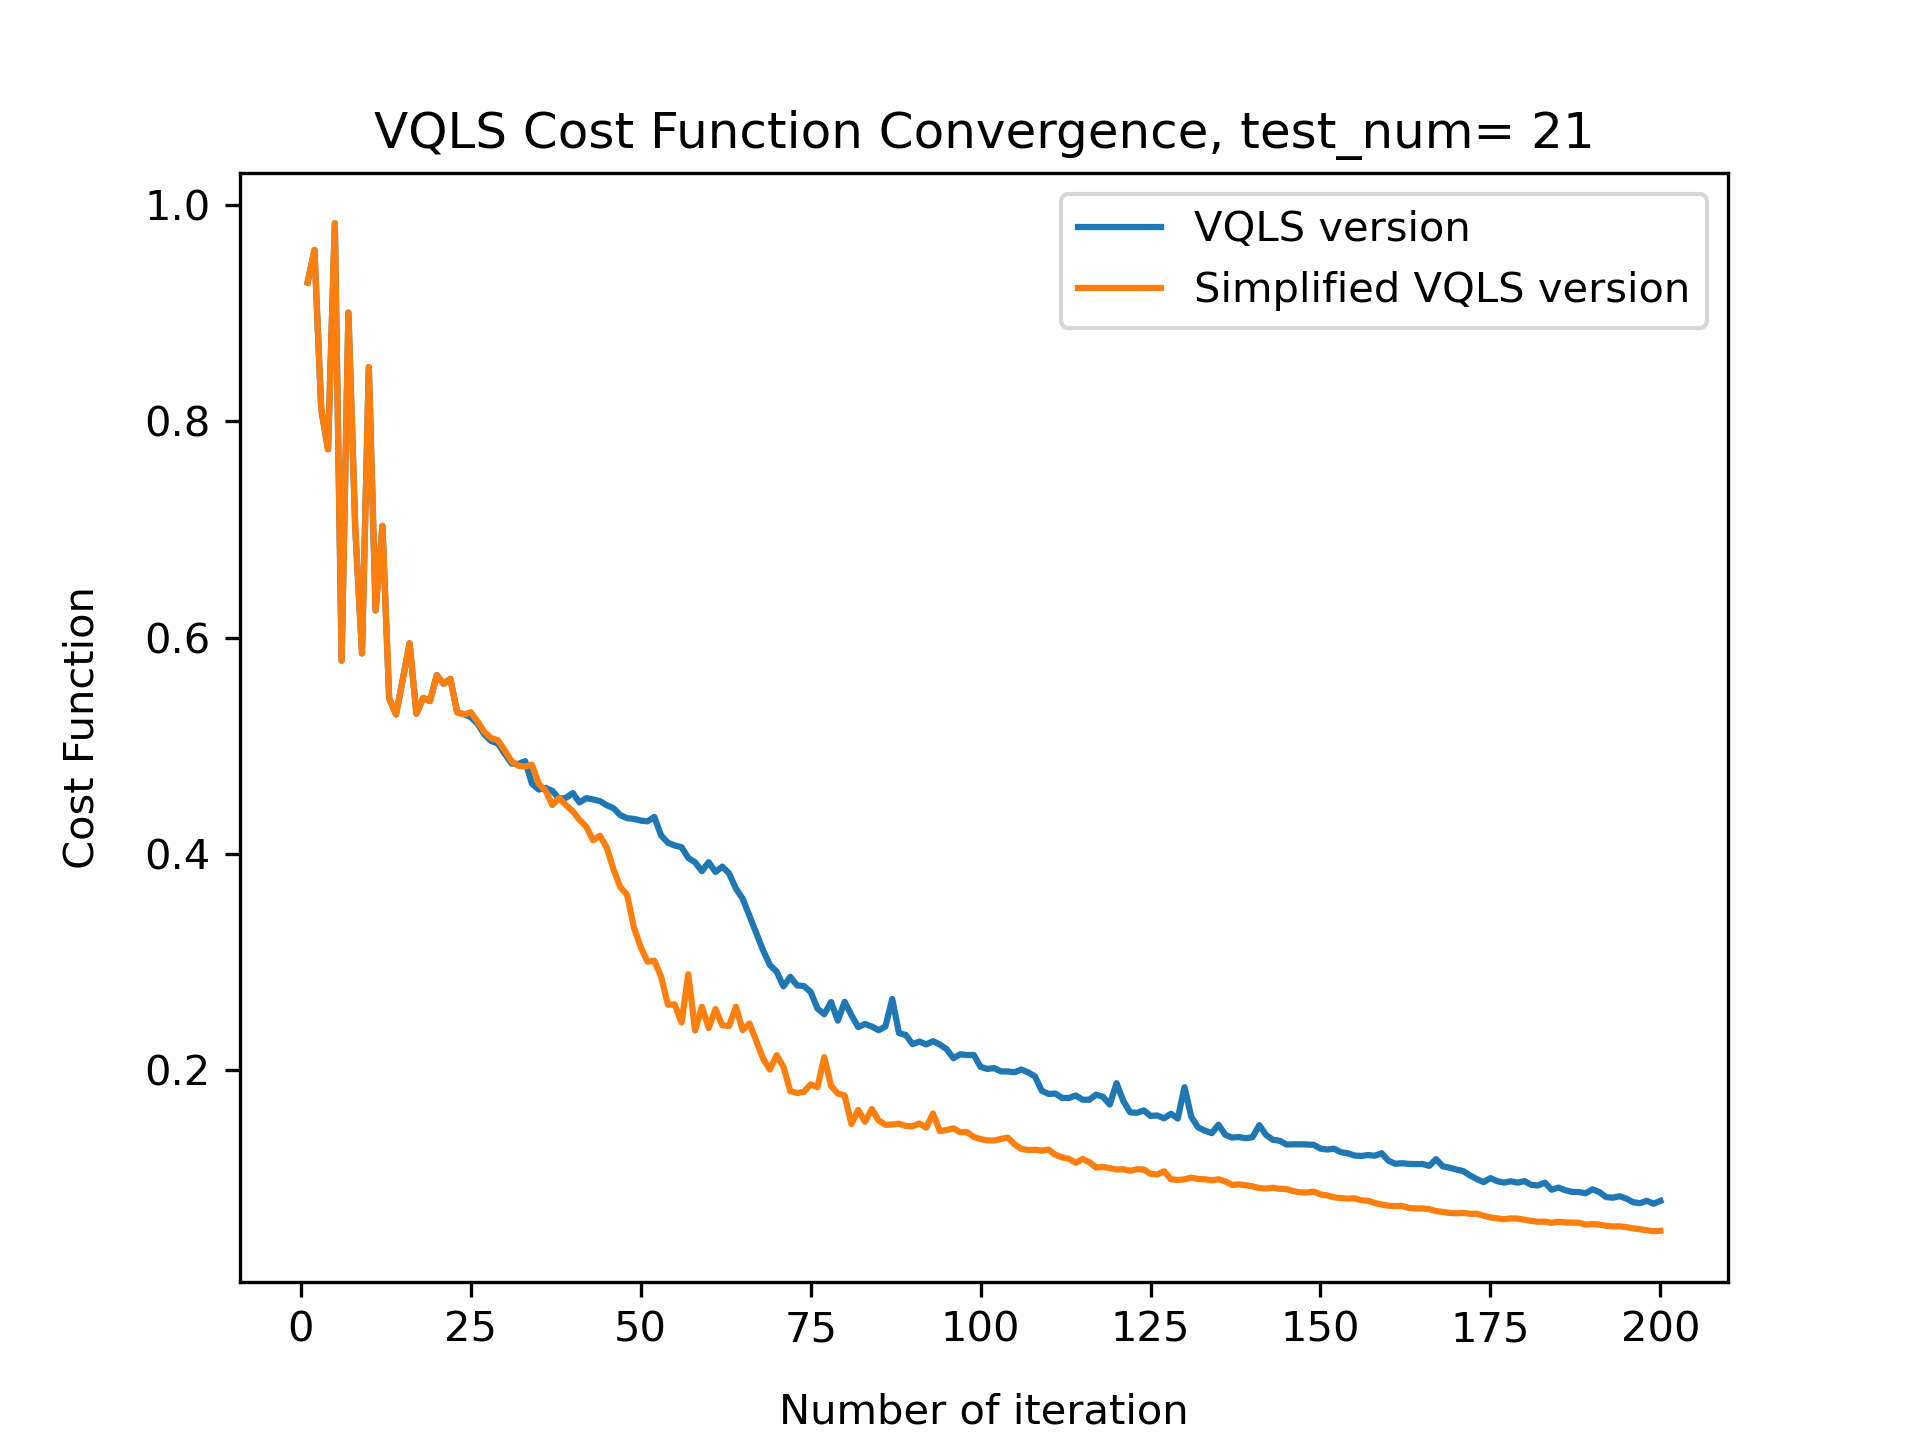 VQLS Cost Function Convergence, test_num= 21
VQLS version
Simplified VQLS version
1.0
0.8
0.6
0.4
0.2
Cost Function
0 25 50 75 100 125 150 175 200
Number of iteration